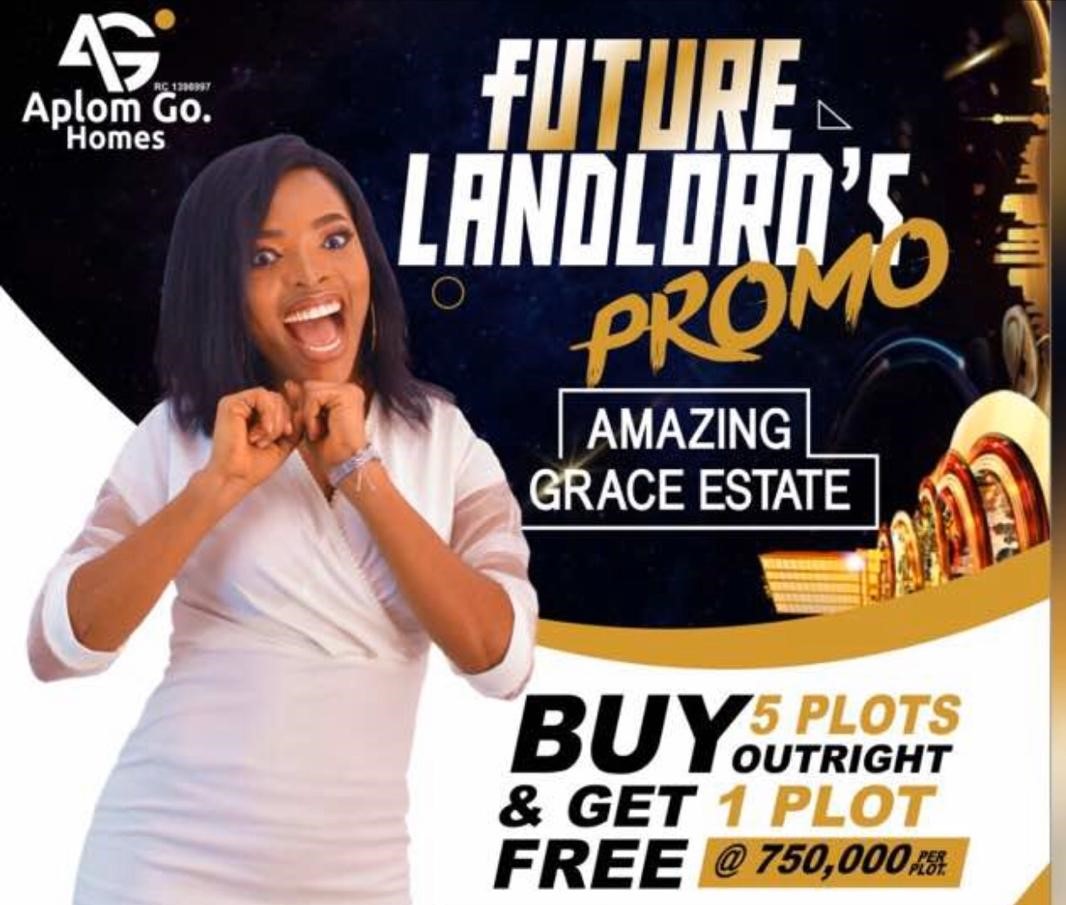 AG
RC 1398997
Aplom Go.
Homes
FUTURE
LANDLORD'S
PROMO
AMAZING
GRACE ESTATE
BUY 5 PLOTS
OUTRIGHT
& GET 1 PLOT
FREE @ 750,000 PER
PLOT.